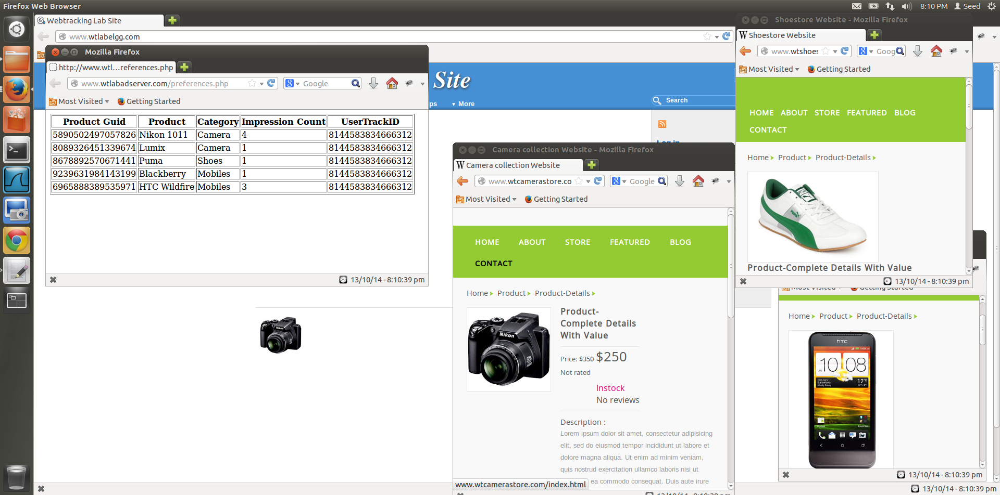 Firefox Web Browser
8:10 PM
Seed
Webtracking Lab Site
www.wtlabelgg.com
Site
ps
▾ More
Search
Mozilla Firefox
http://www.wtl...references.php
www.wtlabadserver.com/preferences.php
Google
Most Visited
Getting Started
Product Guid Product Category Impression Count UserTrackID
5890502497057826 Nikon 1011 Camera 4 8144583834666312
8089326451339674 Lumix Camera 1 8144583834666312
8678892570671441 Puma Shoes 1 8144583834666312
9239631984143199 Blackberry Mobiles 1 8144583834666312
6965888389535971 HTC Wildfire Mobiles 3 8144583834666312
13/10/14 - 8:10:39 pm
Camera collection Website - Mozilla Firefox
Camera collection Website
www.wtcamerastore.co
Google
Most Visited
Getting Started
HOME ABOUT STORE FEATURED BLOG
CONTACT
Home Product Product-Details
Nikon
Product-
Complete Details
With Value
Price: $350 $250
Not rated
Instock
No reviews
Description :
Lorem ipsum dolor sit amet, consectetur adipisicing
elit, sed do eiusmod tempor incididunt ut labore et
dolore magna aliqua. Ut enim ad minim veniam,
quis nostrud exercitation ullamco laboris nisi ut
ea commodo consequat. Duis aute irure
www.wtcamerastore.com/index.html
Shoestore Website - Mozilla Firefox
Shoestore Website
www.wtshoes
Goog
Most Visited
Getting Started
HOME ABOUT STORE FEATURED BLOG
CONTACT
Home Product Product-Details
Product-Complete Details With Value
13/10/14 - 8:10:39 pm
Home Product Product-Details
hTC
10 08
12°C
13/10/14 - 8:10:39 pm
13/10/14 - 8:10:39 pm